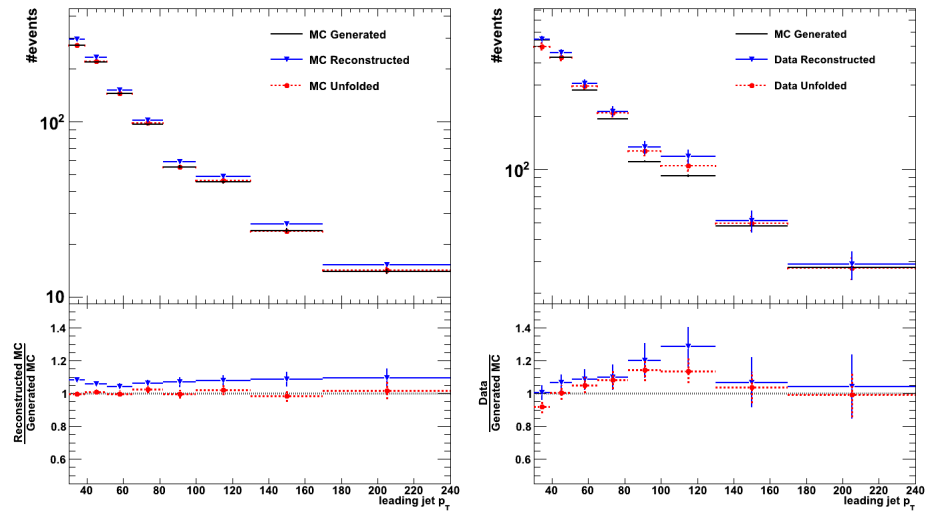 #events
MC Generated
MC Reconstructed
MC Unfolded
10²
10
Reconstructed MC
Generated MC
1.4
1.2
1
0.8
0.6
40 60 80 100 120 140 160 180 200 220 240
leading jet p_T
#events
MC Generated
Data Reconstructed
Data Unfolded
10²
Data
Generated MC
1.4
1.2
1
0.8
0.6
40 60 80 100 120 140 160 180 200 220 240
leading jet p_T